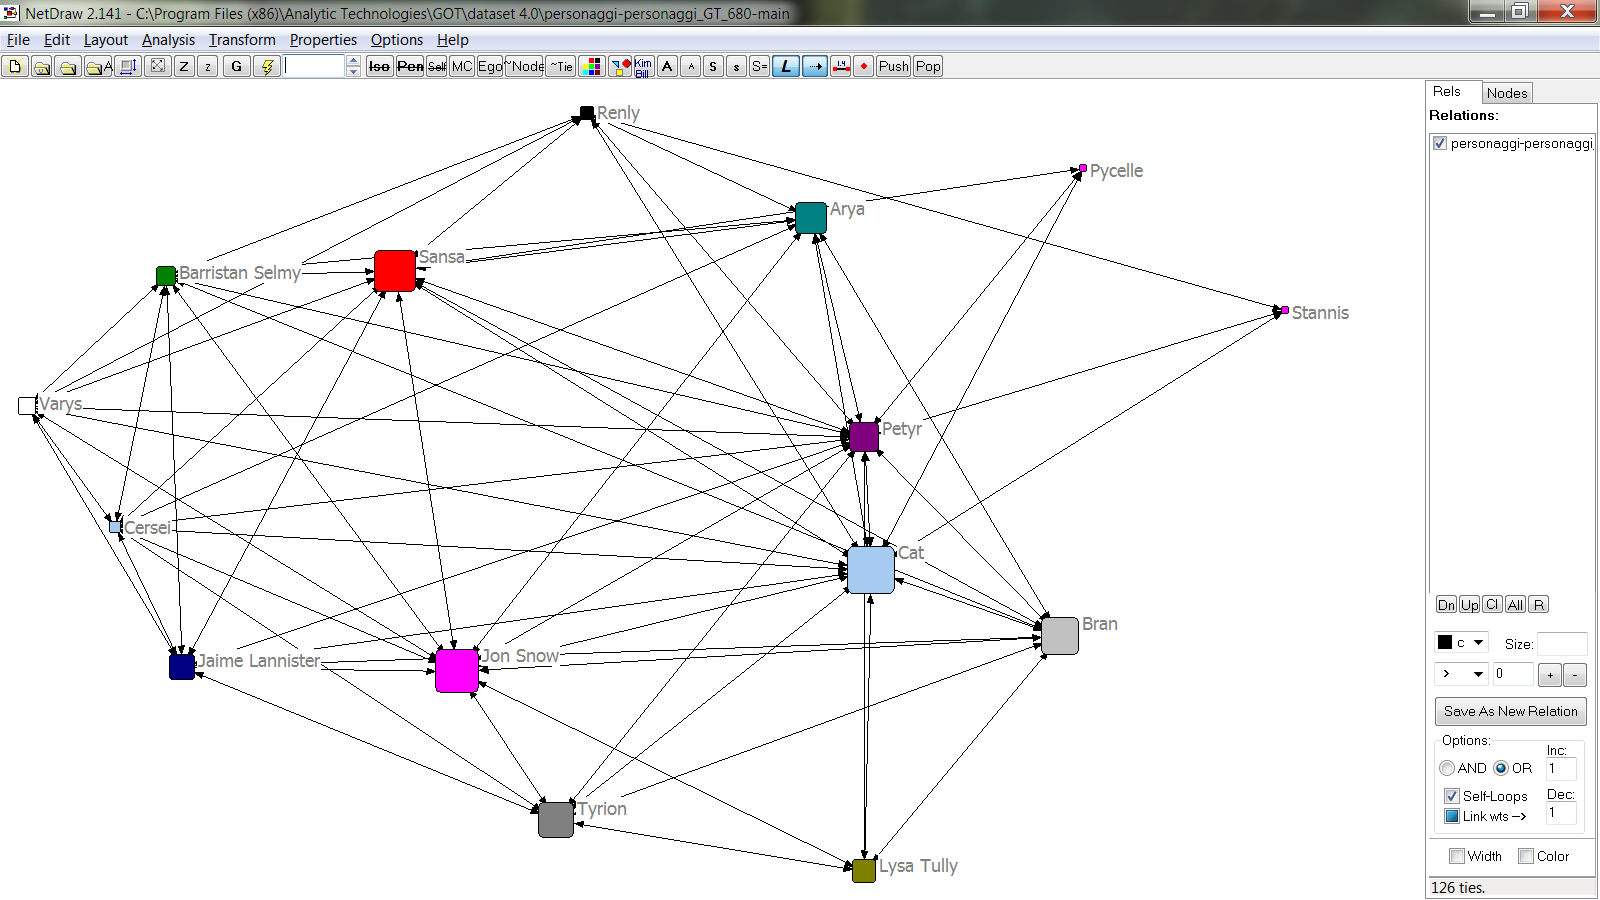 NetDraw 2.141 - C:\Program Files (x86)\Analytic Technologies\GOT\dataset 4.0\personaggi-personaggi_GT_680-main
File Edit Layout Analysis Transform Properties Options Help
A Z z G Iso Pen Self MC Ego ~Node ~Tie Kim Bill A A S s S= L Push Pop
Rels Nodes
Relations:
personaggi-personaggi
Renly
Pycelle
Arya
Sansa
Barristan Selmy
Stannis
Varys
Petyr
Cersei
Cat
Bran
Jaime Lannister
Jon Snow
Tyrion
Lysa Tully
Dn Up Cl All R
c Size:
> 0 + -
Save As New Relation
Options:
Inc:
AND OR 1
Self-Loops Dec:
Link wts -> 1
Width Color
126 ties.